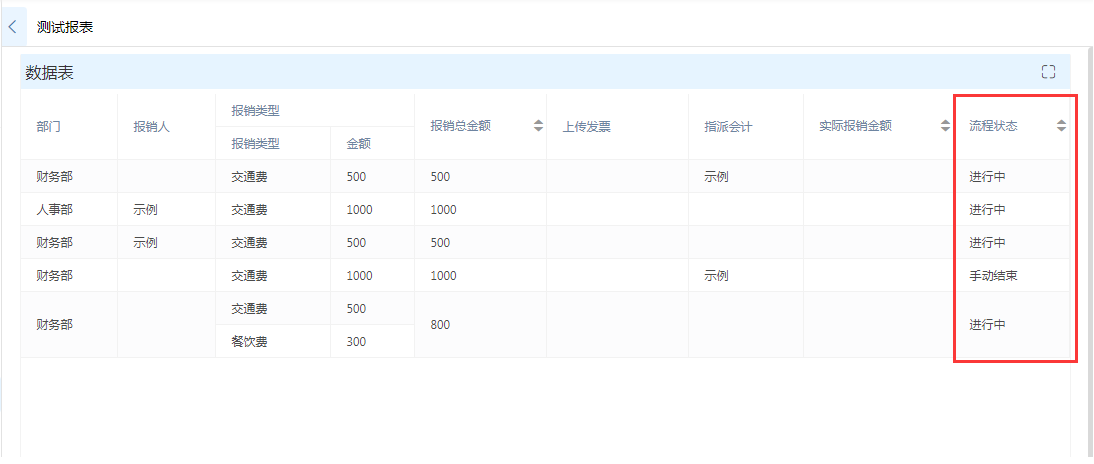 测试报表
数据表
部门 报销人 报销类型 报销总金额 上传发票 指派会计 实际报销金额 流程状态
报销类型 金额
财务部 交通费 500 500 示例 进行中
人事部 示例 交通费 1000 1000 进行中
财务部 示例 交通费 500 500 进行中
财务部 交通费 1000 1000 示例 手动结束
财务部 交通费 500 800 进行中
餐饮费 300